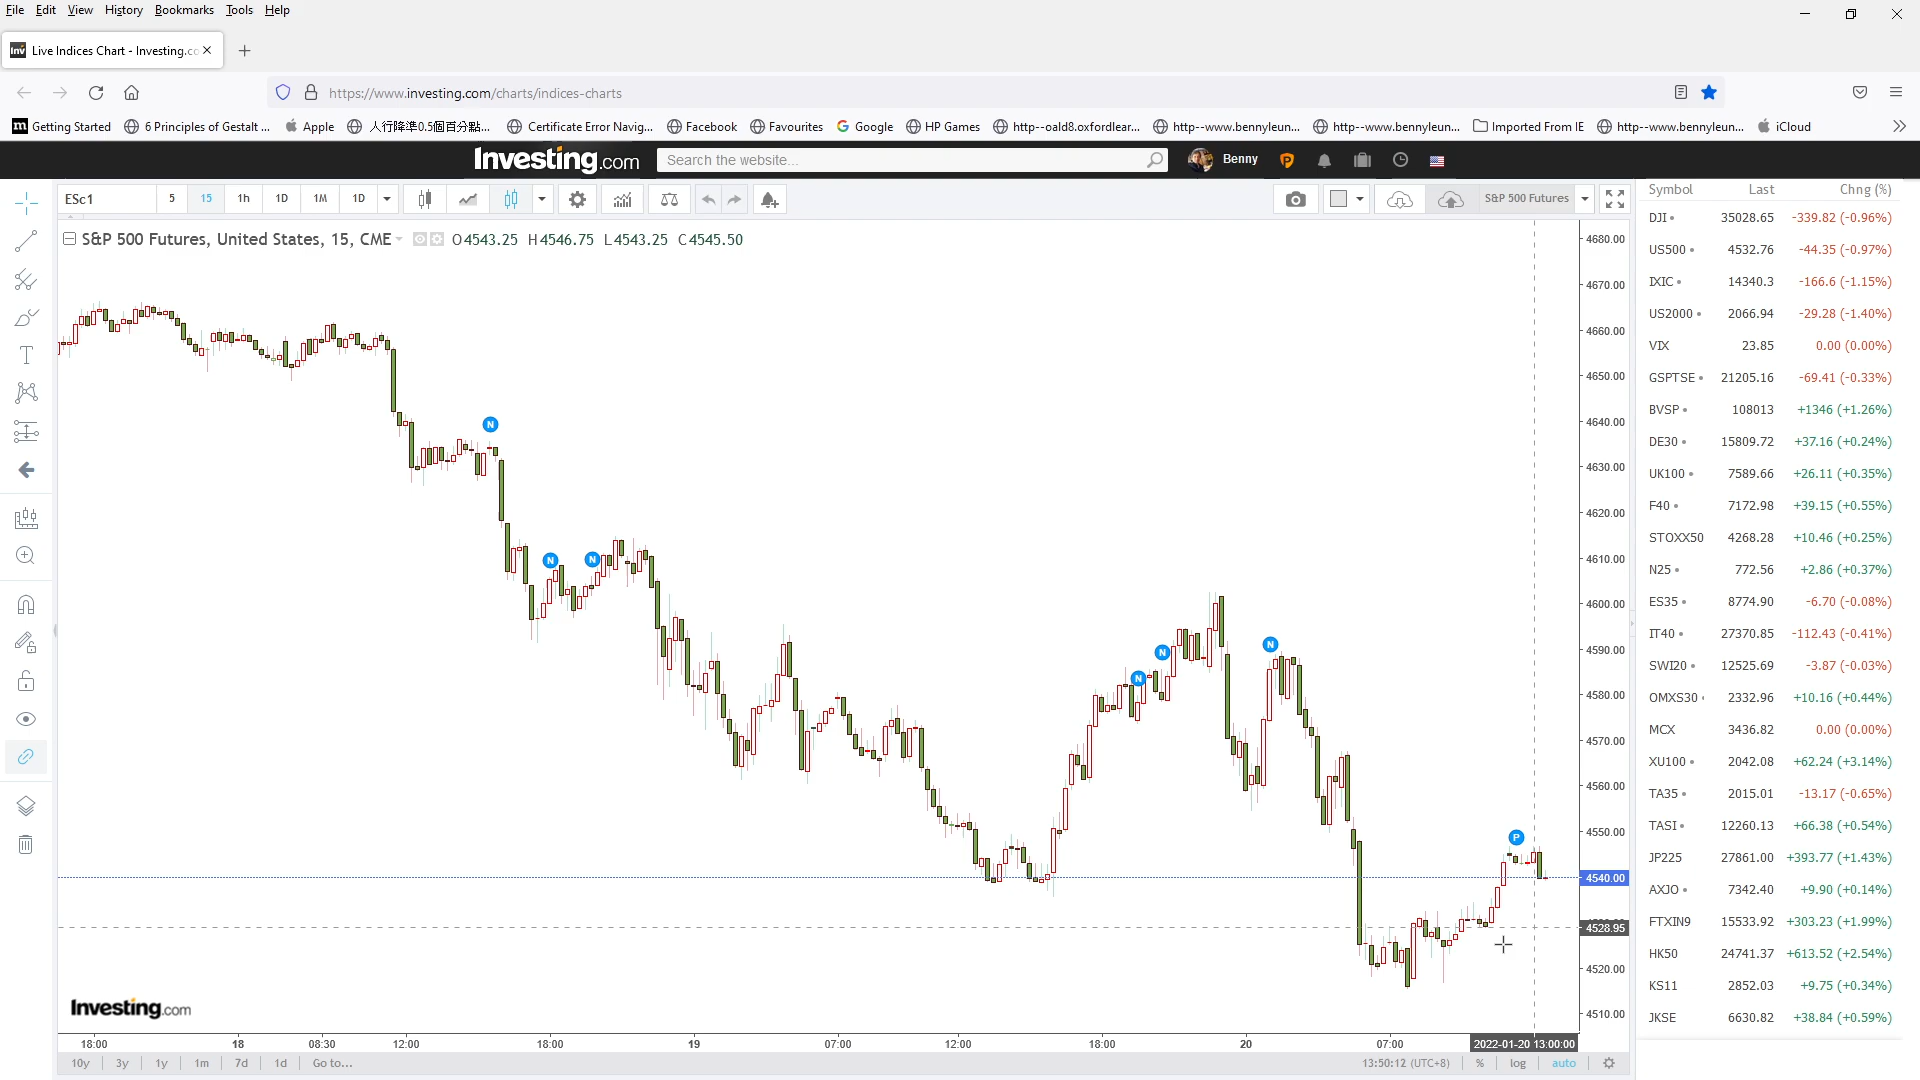 File Edit View History Bookmarks Tools Help
Inv Live Indices Chart - Investing.co
https://www.investing.com/charts/indices-charts
m Getting Started 6 Principles of Gestalt ... Apple 人行降準0.5個百分點... Certificate Error Navig... Facebook Favourites Google HP Games http--oald8.oxfordlear... http--www.bennyleun... http--www.bennyleun... Imported From IE http--www.bennyleun... iCloud
Investing.com Search the website... Benny P
ESc1 5 15 1h 1D 1M 1D S&P 500 Futures
S&P 500 Futures, United States, 15, CME O4543.25 H4546.75 L4543.25 C4545.50
N
N N
N N N
P
4680.00
4670.00
4660.00
4650.00
4640.00
4630.00
4620.00
4610.00
4600.00
4590.00
4580.00
4570.00
4560.00
4550.00
4540.00
4528.95
4520.00
4510.00
Investing.com
18:00 18 08:30 12:00 18:00 19 07:00 12:00 18:00 20 07:00 2022-01-20 13:00:00
10y 3y 1y 1m 7d 1d Go to... 13:50:12 (UTC+8) % log auto
Symbol Last Chng (%)
DJI 35028.65 -339.82 (-0.96%)
US500 4532.76 -44.35 (-0.97%)
IXIC 14340.3 -166.6 (-1.15%)
US2000 2066.94 -29.28 (-1.40%)
VIX 23.85 0.00 (0.00%)
GSPTSE 21205.16 -69.41 (-0.33%)
BVSP 108013 +1346 (+1.26%)
DE30 15809.72 +37.16 (+0.24%)
UK100 7589.66 +26.11 (+0.35%)
F40 7172.98 +39.15 (+0.55%)
STOXX50 4268.28 +10.46 (+0.25%)
N25 772.56 +2.86 (+0.37%)
ES35 8774.90 -6.70 (-0.08%)
IT40 27370.85 -112.43 (-0.41%)
SWI20 12525.69 -3.87 (-0.03%)
OMXS30 2332.96 +10.16 (+0.44%)
MCX 3436.82 0.00 (0.00%)
XU100 2042.08 +62.24 (+3.14%)
TA35 2015.01 -13.17 (-0.65%)
TASI 12260.13 +66.38 (+0.54%)
JP225 27861.00 +393.77 (+1.43%)
AXJO 7342.40 +9.90 (+0.14%)
FTXIN9 15533.92 +303.23 (+1.99%)
HK50 24741.37 +613.52 (+2.54%)
KS11 2852.03 +9.75 (+0.34%)
JKSE 6630.82 +38.84 (+0.59%)